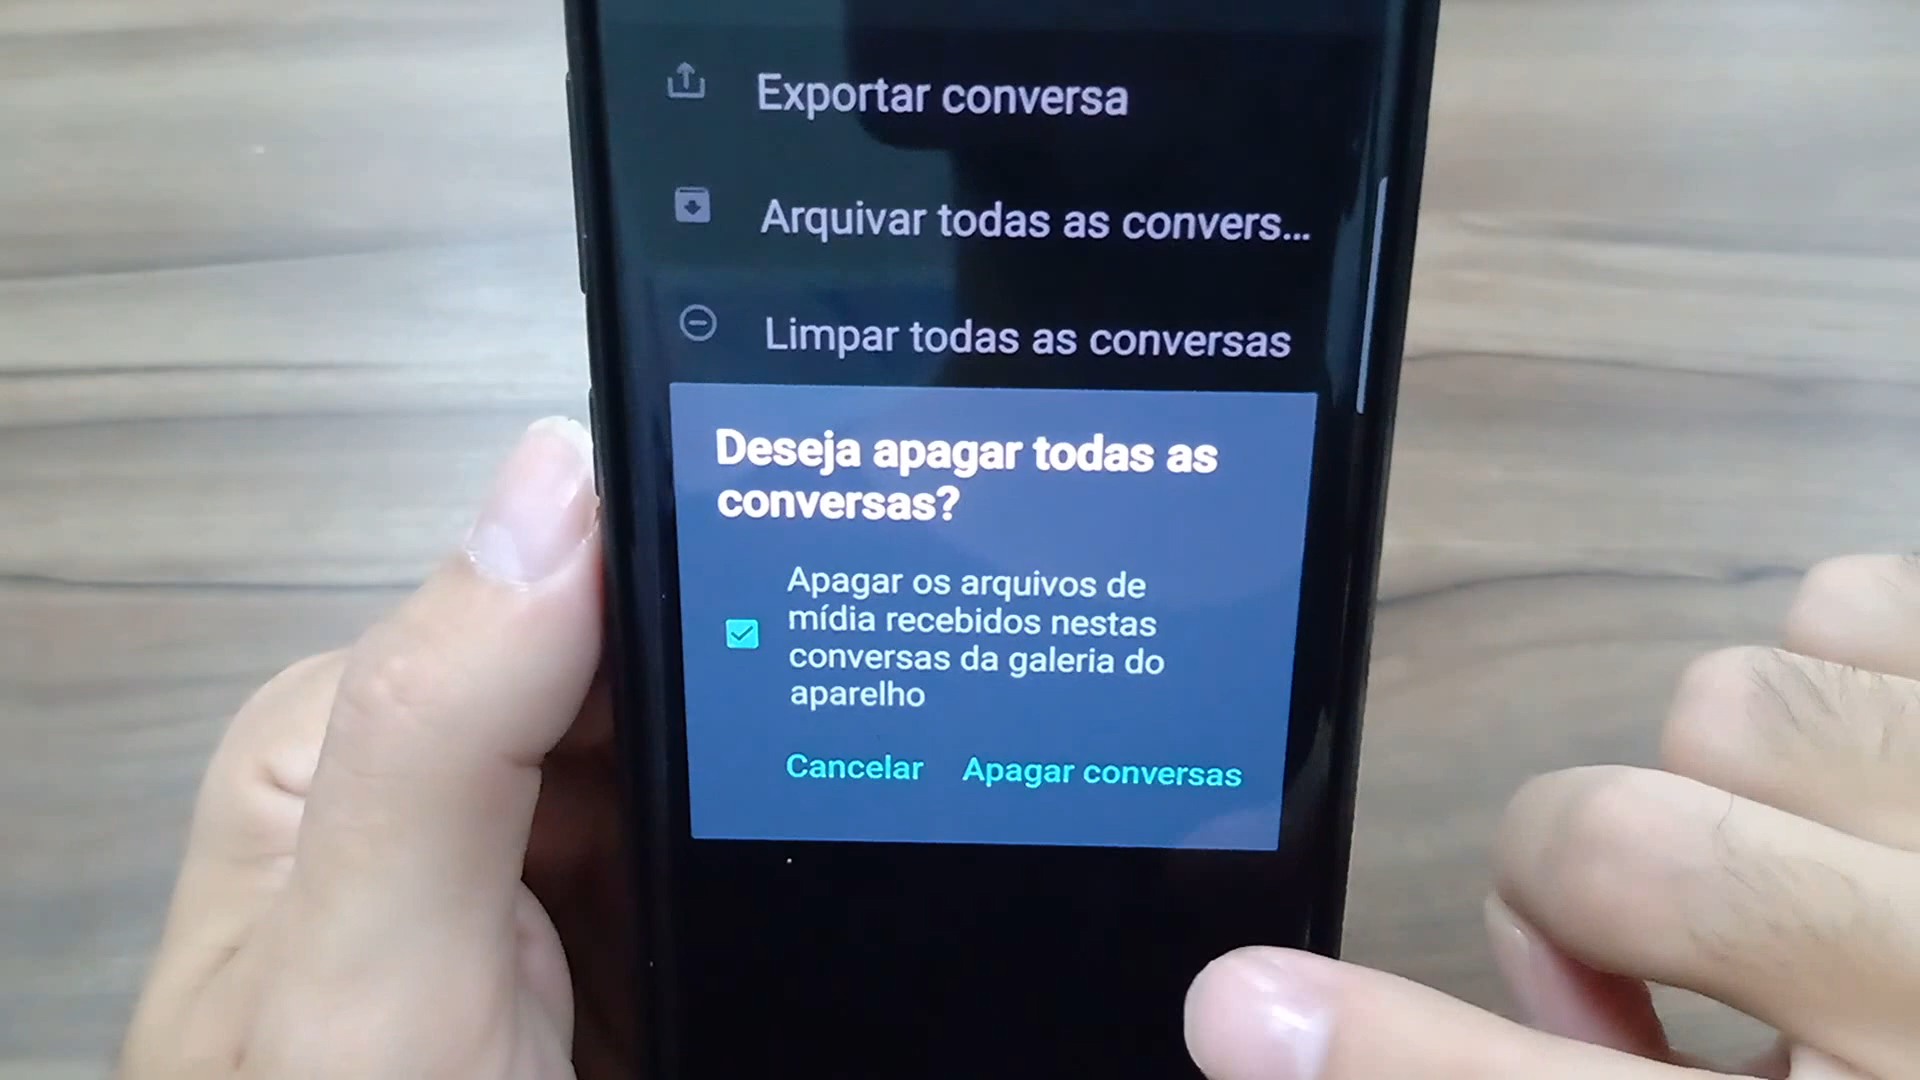 Exportar conversa
Arquivar todas as convers...
Limpar todas as conversas
Deseja apagar todas as
conversas?
Apagar os arquivos de
mídia recebidos nestas
conversas da galeria do
aparelho
Cancelar Apagar conversas